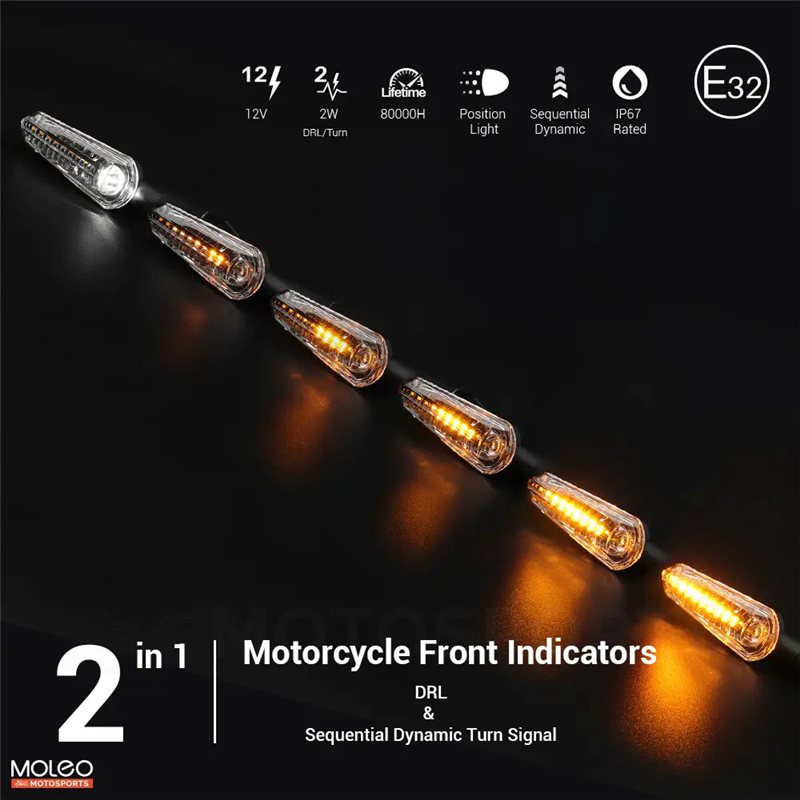 12
12V
2
2W
DRL/Turn
Lifetime
80000H
Position
Light
Sequential
Dynamic
IP67
Rated
E32
2 in 1
Motorcycle Front Indicators
DRL
&
Sequential Dynamic Turn Signal
MOLEO
MOTOSPORTS